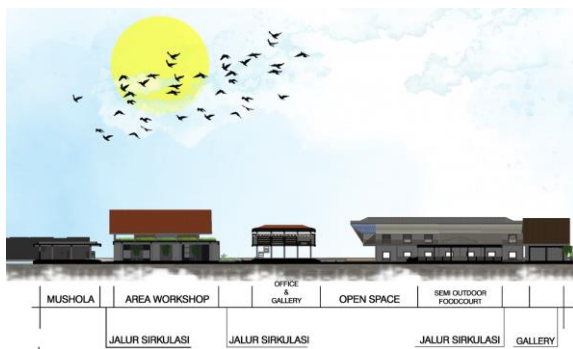 MUSHOLA
AREA WORKSHOP
OFFICE
&
GALLERY
OPEN SPACE
SEMI OUTDOOR
FOODCOURT
JALUR SIRKULASI
JALUR SIRKULASI
JALUR SIRKULASI
GALLERY